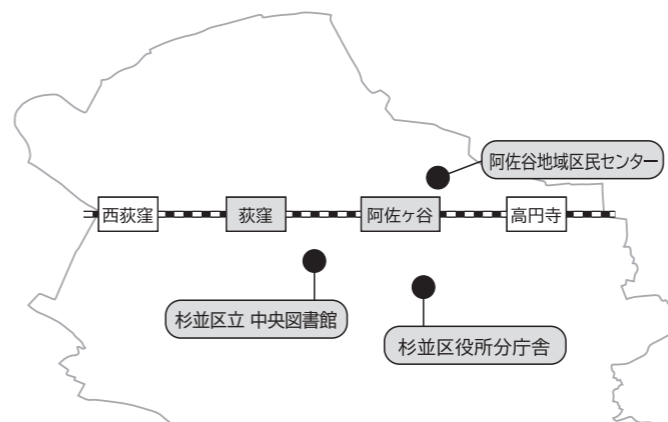 阿佐谷地域区民センター
西荻窪
荻窪
阿佐ヶ谷
高円寺
杉並区立 中央図書館
杉並区役所分庁舎